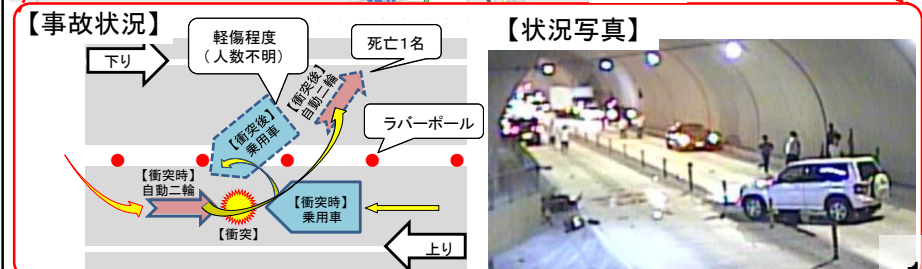 【事故状況】
下り
軽傷程度
（人数不明）
死亡1名
【衝突後】
自動二輪
【衝突後】
乗用車
ラバーポール
【衝突時】
自動二輪
【衝突】
【衝突時】
乗用車
上り
【状況写真】